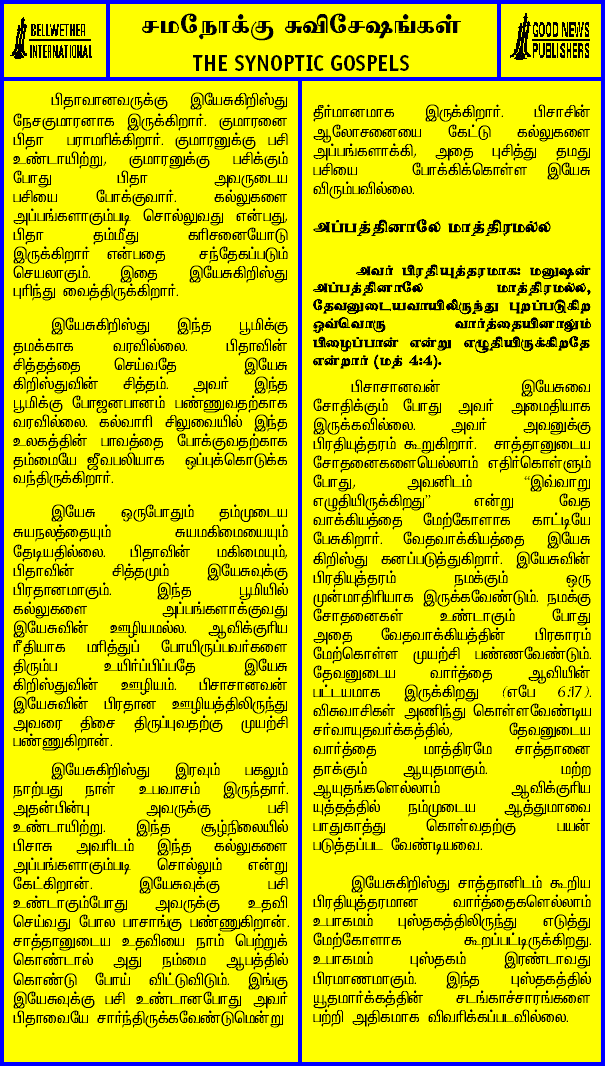 BELLWETHER
INTERNATIONAL
சமநோக்கு சுவிசேஷங்கள்
THE SYNOPTIC GOSPELS
GOOD NEWS
PUBLISHERS
பிதாவானவருக்கு இயேசுகிறிஸ்து
நேசகுமாரனாக இருக்கிறார். குமாரனை
பிதா பராமரிக்கிறார். குமாரனுக்கு பசி
உண்டாயிற்று, குமாரனுக்கு பசிக்கும்
போது பிதா அவருடைய
பசியை போக்குவார். கல்லுகளை
அப்பங்களாகும்படி சொல்லுவது என்பது,
பிதா தம்மீது கரிசனையோடு
இருக்கிறார் என்பதை சந்தேகப்படும்
செயலாகும். இதை இயேசுகிறிஸ்து
புரிந்து வைத்திருக்கிறார்.
இயேசுகிறிஸ்து இந்த பூமிக்கு
தமக்காக வரவில்லை. பிதாவின்
சித்தத்தை செய்வதே இயேசு
கிறிஸ்துவின் சித்தம். அவர் இந்த
பூமிக்கு போஜனபானம் பண்ணுவதற்காக
வரவில்லை. கல்வாரி சிலுவையில் இந்த
உலகத்தின் பாவத்தை போக்குவதற்காக
தம்மையே ஜீவபலியாக ஒப்புக்கொடுக்க
வந்திருக்கிறார்.
இயேசு ஒருபோதும் தம்முடைய
சுயநலத்தையும் சுயமகிமையையும்
தேடியதில்லை. பிதாவின் மகிமையும்,
பிதாவின் சித்தமும் இயேசுவுக்கு
பிரதானமாகும். இந்த பூமியில்
கல்லுகளை அப்பங்களாக்குவது
இயேசுவின் ஊழியமல்ல. ஆவிக்குரிய
ரீதியாக மரித்துப் போயிருப்பவர்களை
திரும்ப உயிர்ப்பிப்பதே இயேசு
கிறிஸ்துவின் ஊழியம். பிசாசானவன்
இயேசுவின் பிரதான ஊழியத்திலிருந்து
அவரை திசை திருப்புவதற்கு முயற்சி
பண்ணுகிறான்.
இயேசுகிறிஸ்து இரவும் பகலும்
நாற்பது நாள் உபவாசம் இருந்தார்.
அதன்பின்பு அவருக்கு பசி
உண்டாயிற்று. இந்த சூழ்நிலையில்
பிசாசு அவரிடம் இந்த கல்லுகளை
அப்பங்களாகும்படி சொல்லும் என்று
கேட்கிறான். இயேசுவுக்கு பசி
உண்டாகும்போது அவருக்கு உதவி
செய்வது போல பாசாங்கு பண்ணுகிறான்.
சாத்தானுடைய உதவியை நாம் பெற்றுக்
கொண்டால் அது நம்மை ஆபத்தில்
கொண்டு போய் விட்டுவிடும். இங்கு
இயேசுவுக்கு பசி உண்டானபோது அவர்
பிதாவையே சார்ந்திருக்கவேண்டுமென்று
தீர்மானமாக இருக்கிறார். பிசாசின்
ஆலோசனையை கேட்டு கல்லுகளை
அப்பங்களாக்கி, அதை புசித்து தமது
பசியை போக்கிக்கொள்ள இயேசு
விரும்பவில்லை.
அப்பத்தினாலே மாத்திரமல்ல
அவர் பிரதியுத்தரமாக: மனுஷன்
அப்பத்தினாலே மாத்திரமல்ல,
தேவனுடையவாயிலிருந்து புறப்படுகிற
ஒவ்வொரு வார்த்தையினாலும்
பிழைப்பான் என்று எழுதியிருக்கிறதே
என்றார் (மத் 4:4).
பிசாசானவன் இயேசுவை
சோதிக்கும் போது அவர் அமைதியாக
இருக்கவில்லை. அவர் அவனுக்கு
பிரதியுத்தரம் கூறுகிறார். சாத்தானுடைய
சோதனைகளையெல்லாம் எதிர்கொள்ளும்
போது, அவனிடம் “இவ்வாறு
எழுதியிருக்கிறது” என்று வேத
வாக்கியத்தை மேற்கோளாக காட்டியே
பேசுகிறார். வேதவாக்கியத்தை இயேசு
கிறிஸ்து கனப்படுத்துகிறார். இயேசுவின்
பிரதியுத்தரம் நமக்கும் ஒரு
முன்மாதிரியாக இருக்கவேண்டும். நமக்கு
சோதனைகள் உண்டாகும் போது
அதை வேதவாக்கியத்தின் பிரகாரம்
மேற்கொள்ள முயற்சி பண்ணவேண்டும்.
தேவனுடைய வார்த்தை ஆவியின்
பட்டயமாக இருக்கிறது (எபே 6:17).
விசுவாசிகள் அணிந்து கொள்ளவேண்டிய
சர்வாயுதவர்க்கத்தில், தேவனுடைய
வார்த்தை மாத்திரமே சாத்தானை
தாக்கும் ஆயுதமாகும். மற்ற
ஆயுதங்களெல்லாம் ஆவிக்குரிய
யுத்தத்தில் நம்முடைய ஆத்துமாவை
பாதுகாத்து கொள்வதற்கு பயன்
படுத்தப்பட வேண்டியவை.
இயேசுகிறிஸ்து சாத்தானிடம் கூறிய
பிரதியுத்தரமான வார்த்தைகளெல்லாம்
உபாகமம் புஸ்தகத்திலிருந்து எடுத்து
மேற்கோளாக கூறப்பட்டிருக்கிறது.
உபாகமம் புஸ்தகம் இரண்டாவது
பிரமாணமாகும். இந்த புஸ்தகத்தில்
யூதமார்க்கத்தின் சடங்காச்சாரங்களை
பற்றி அதிகமாக விவரிக்கப்படவில்லை.